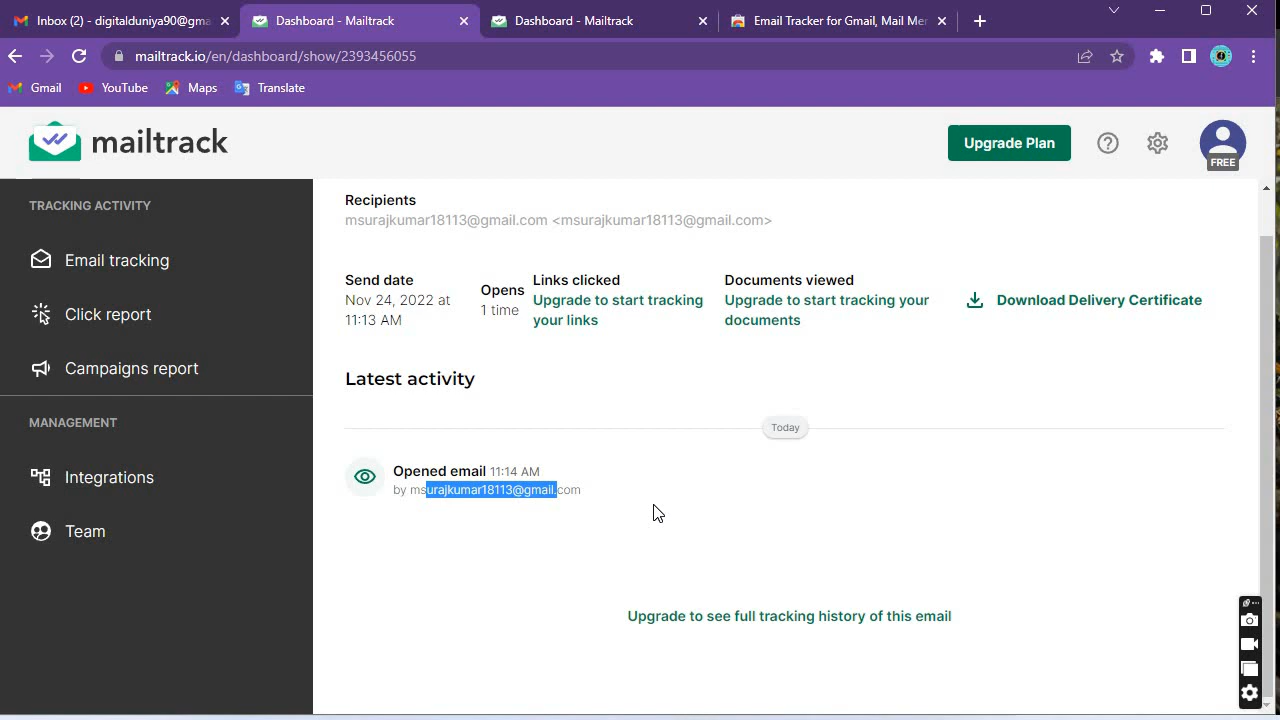 Inbox (2) - digitalduniya90@gma
Dashboard - Mailtrack
Dashboard - Mailtrack
Email Tracker for Gmail, Mail Mer
mailtrack.io/en/dashboard/show/2393456055
Gmail
YouTube
Maps
Translate
mailtrack
Upgrade Plan
FREE
TRACKING ACTIVITY
Email tracking
Click report
Campaigns report
MANAGEMENT
Integrations
Team
Recipients
msurajkumar18113@gmail.com <msurajkumar18113@gmail.com>
Send date
Nov 24, 2022 at
11:13 AM
Opens
1 time
Links clicked
Upgrade to start tracking
your links
Documents viewed
Upgrade to start tracking your
documents
Download Delivery Certificate
Latest activity
Today
Opened email 11:14 AM
by msurajkumar18113@gmail.com
Upgrade to see full tracking history of this email